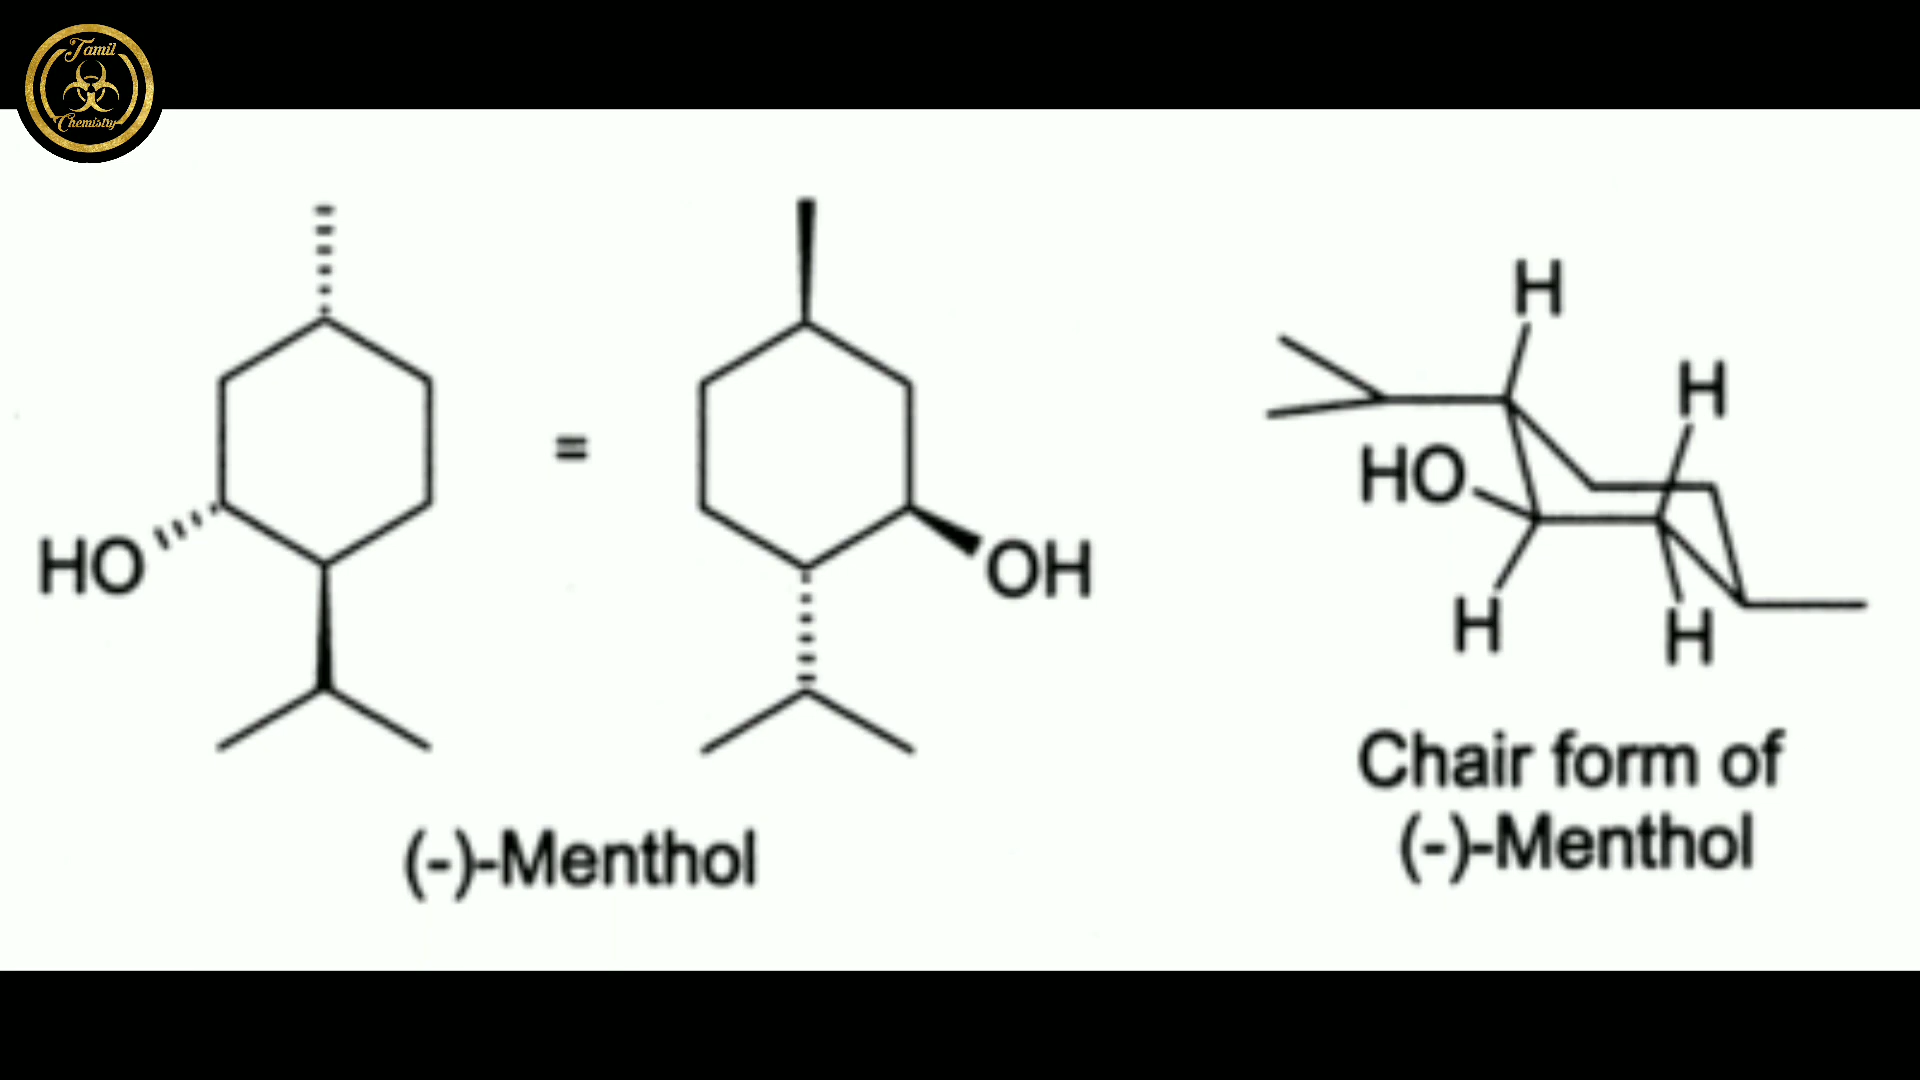 Tamil
Chemistry
HO
=
OH
(-)-Menthol
H
H
HO
H
H
Chair form of
(-)-Menthol